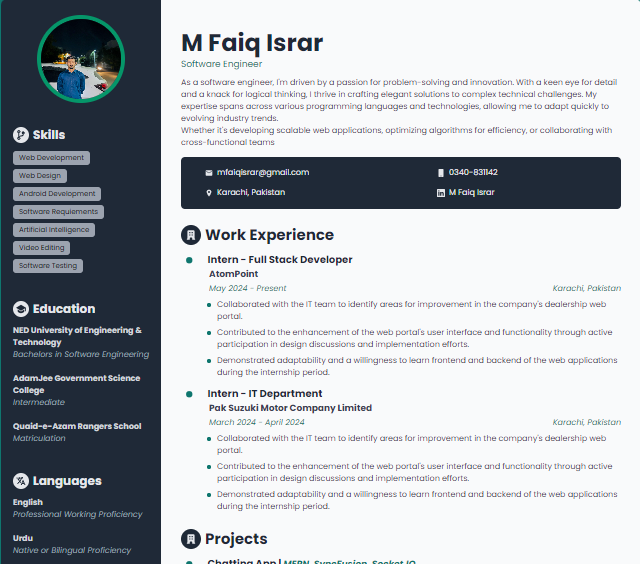 Skills
Web Development
Web Design
Android Development
Software Requiements
Artificial Intelligence
Video Editing
Software Testing
Education
NED University of Engineering &
Technology
Bachelors in Software Engineering
AdamJee Government Science
College
Intermediate
Quaid-e-Azam Rangers School
Matriculation
Languages
English
Professional Working Proficiency
Urdu
Native or Bilingual Proficiency
M Faiq Israr
Software Engineer
As a software engineer, I'm driven by a passion for problem-solving and innovation. With a keen eye for detail
and a knack for logical thinking, I thrive in crafting elegant solutions to complex technical challenges. My
expertise spans across various programming languages and technologies, allowing me to adapt quickly to
evolving industry trends.
Whether it's developing scalable web applications, optimizing algorithms for efficiency, or collaborating with
cross-functional teams
mfaiqisrar@gmail.com
0340-831142
Karachi, Pakistan
M Faiq Israr
Work Experience
Intern - Full Stack Developer
AtomPoint
May 2024 - Present Karachi, Pakistan
Collaborated with the IT team to identify areas for improvement in the company's dealership web
portal.
Contributed to the enhancement of the web portal's user interface and functionality through active
participation in design discussions and implementation efforts.
Demonstrated adaptability and a willingness to learn frontend and backend of the web applications
during the internship period.
Intern - IT Department
Pak Suzuki Motor Company Limited
March 2024 - April 2024 Karachi, Pakistan
Collaborated with the IT team to identify areas for improvement in the company's dealership web
portal.
Contributed to the enhancement of the web portal's user interface and functionality through active
participation in design discussions and implementation efforts.
Demonstrated adaptability and a willingness to learn frontend and backend of the web applications
during the internship period.
Projects
Chatting App | MERN, SyncFusion, Socket.IO